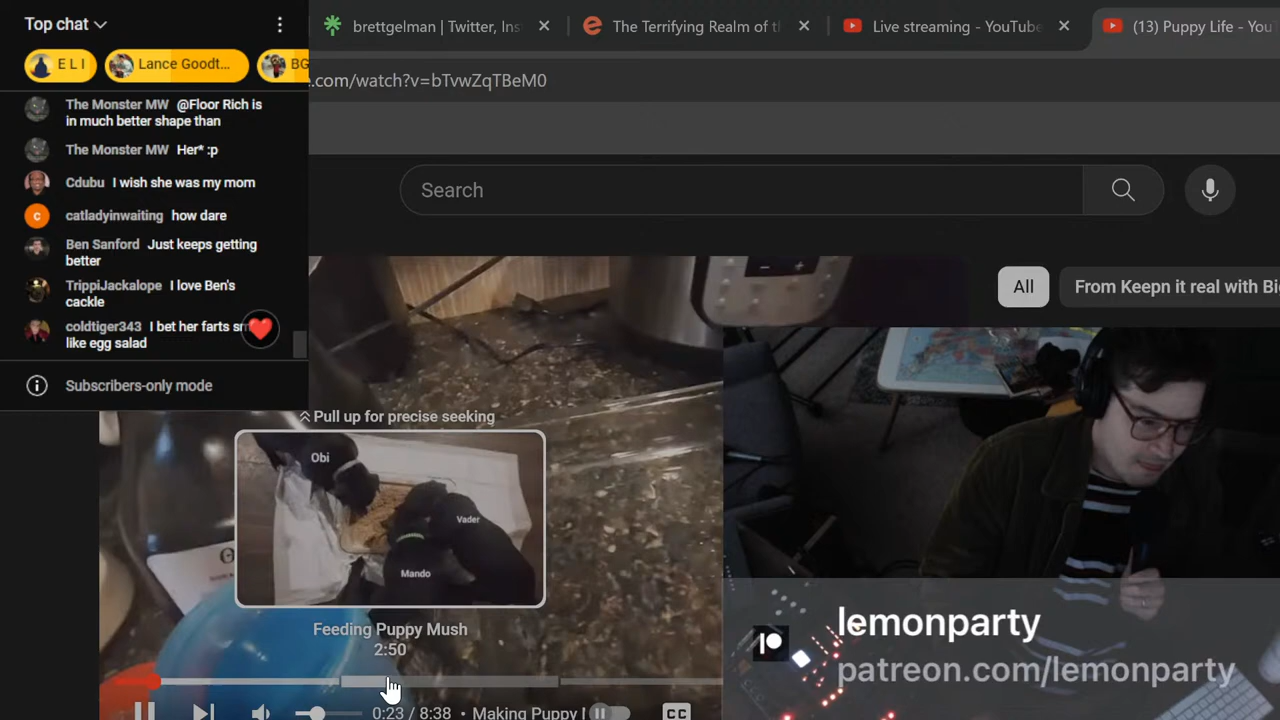 Top chat
brettgelman | Twitter, Ins
The Terrifying Realm of th
Live streaming - YouTube
(13) Puppy Life - You
E L I
Lance Goodt...
BG
.com/watch?v=bTvwZqTBeM0
The Monster MW @Floor Rich is
in much better shape than
The Monster MW Her* :p
Cdubu I wish she was my mom
c
catladyinwaiting how dare
Ben Sanford Just keeps getting
better
TrippiJackalope I love Ben's
cackle
coldtiger343 I bet her farts sm
like egg salad
Subscribers-only mode
Search
All
From Keepn it real with Bi
Pull up for precise seeking
Obi
Vader
Mando
Feeding Puppy Mush
2:50
0:23 / 8:38 • Making Puppy
CC
lemonparty
patreon.com/lemonparty